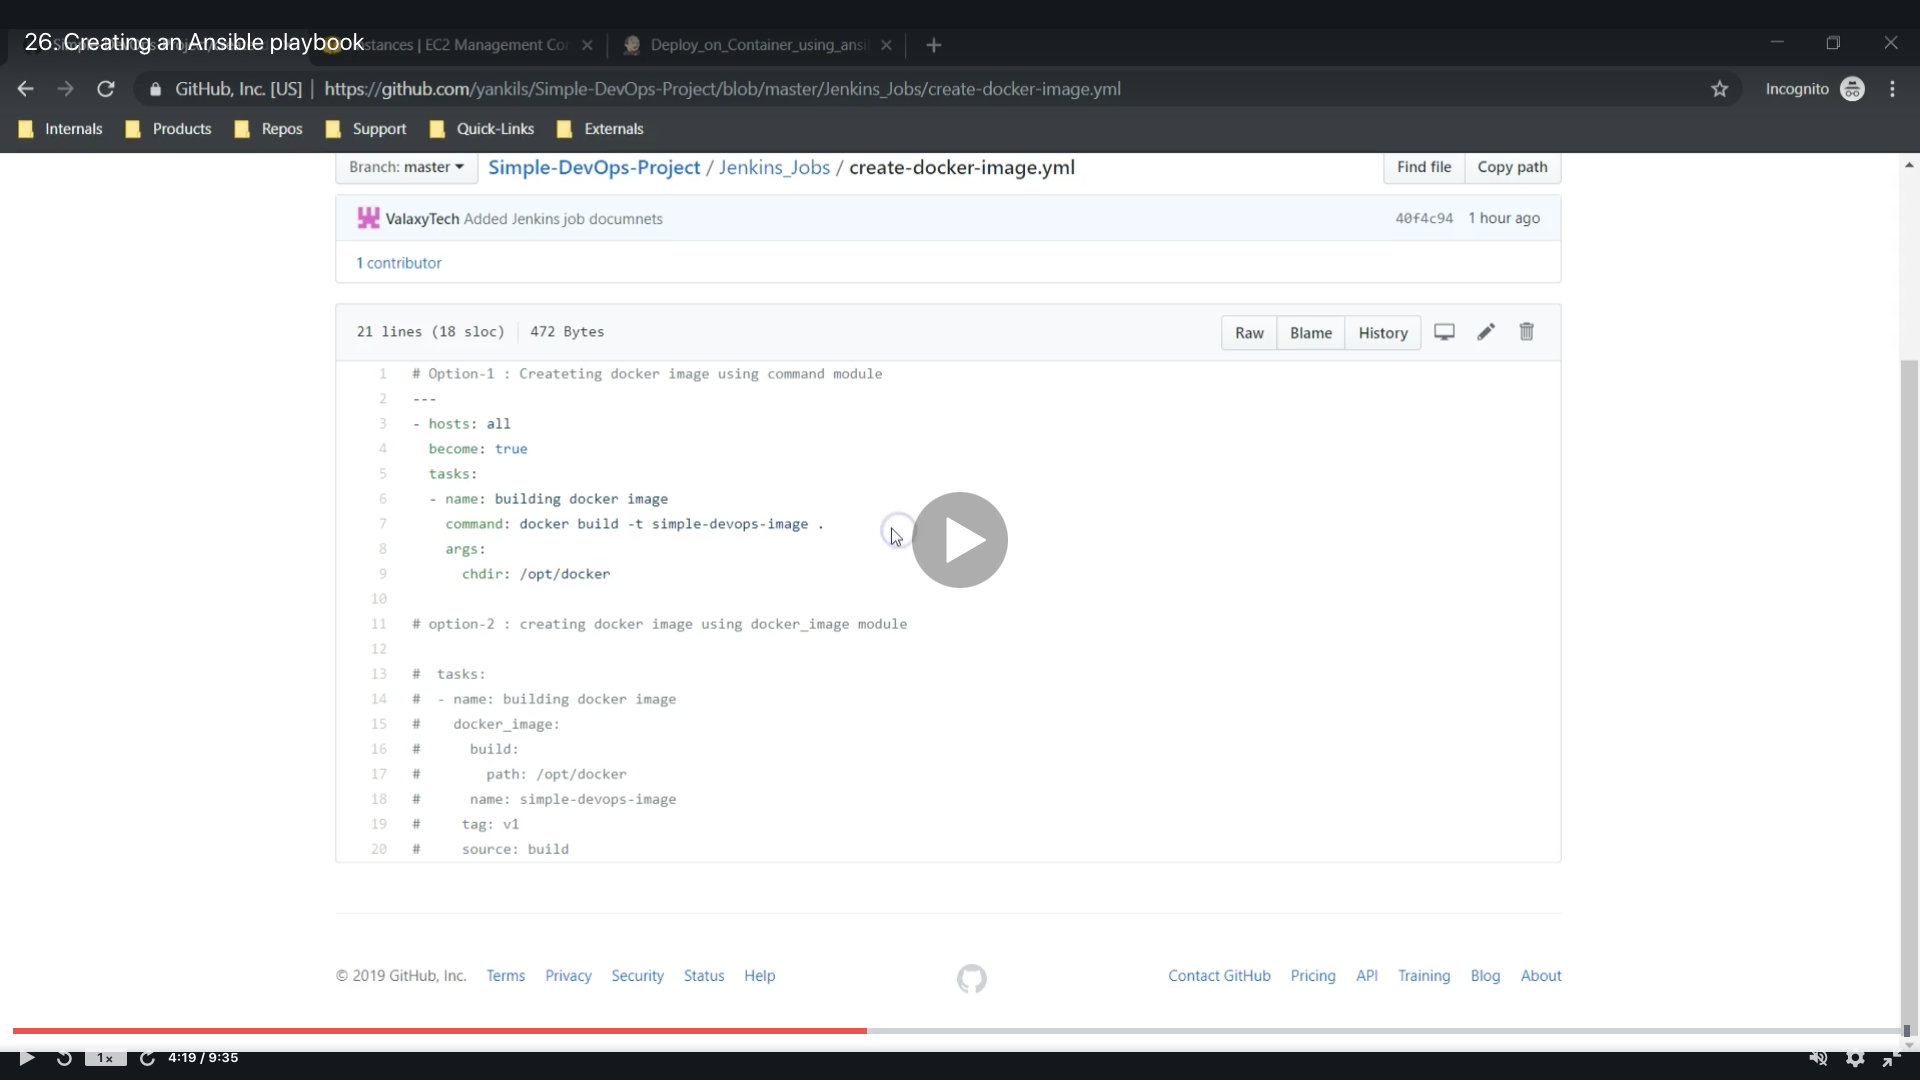 26. Creating an Ansible playbook
stances | EC2 Management Con
Deploy_on_Container_using_ansi
GitHub, Inc. [US] | https://github.com/yankils/Simple-DevOps-Project/blob/master/Jenkins_Jobs/create-docker-image.yml
Incognito
Internals Products Repos Support Quick-Links Externals
Branch: master Simple-DevOps-Project / Jenkins_Jobs / create-docker-image.yml Find file Copy path
ValaxyTech Added Jenkins job documnets 40f4c94 1 hour ago
1 contributor
21 lines (18 sloc) 472 Bytes Raw Blame History
1 # Option-1 : Createting docker image using command module
2 ---
3 - hosts: all
4 become: true
5 tasks:
6 - name: building docker image
7 command: docker build -t simple-devops-image .
8 args:
9 chdir: /opt/docker
10
11 # option-2 : creating docker image using docker_image module
12
13 # tasks:
14 # - name: building docker image
15 # docker_image:
16 # build:
17 # path: /opt/docker
18 # name: simple-devops-image
19 # tag: v1
20 # source: build
© 2019 GitHub, Inc. Terms Privacy Security Status Help Contact GitHub Pricing API Training Blog About
1x 4:19 / 9:35